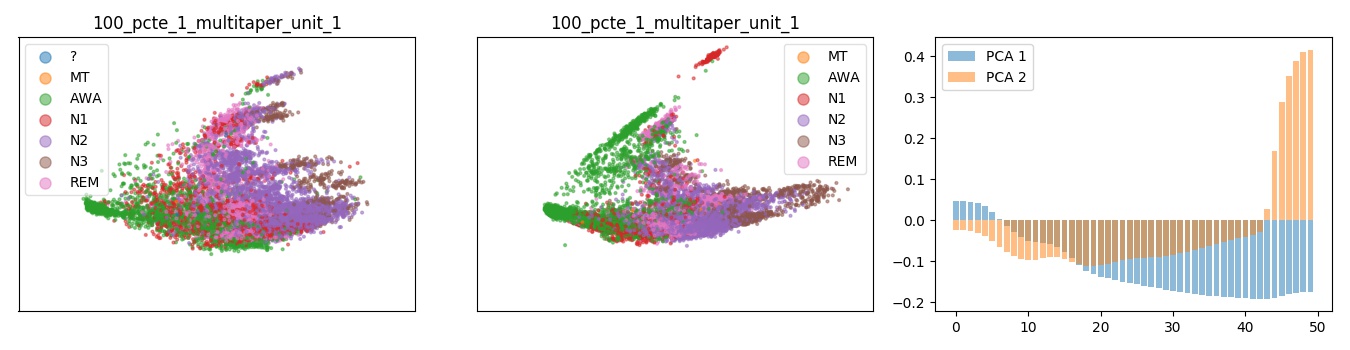 100_pcte_1_multitaper_unit_1
?
MT
AWA
N1
N2
N3
REM
100_pcte_1_multitaper_unit_1
MT
AWA
N1
N2
N3
REM
PCA 1
PCA 2
0.4
0.3
0.2
0.1
0.0
−0.1
−0.2
0 10 20 30 40 50